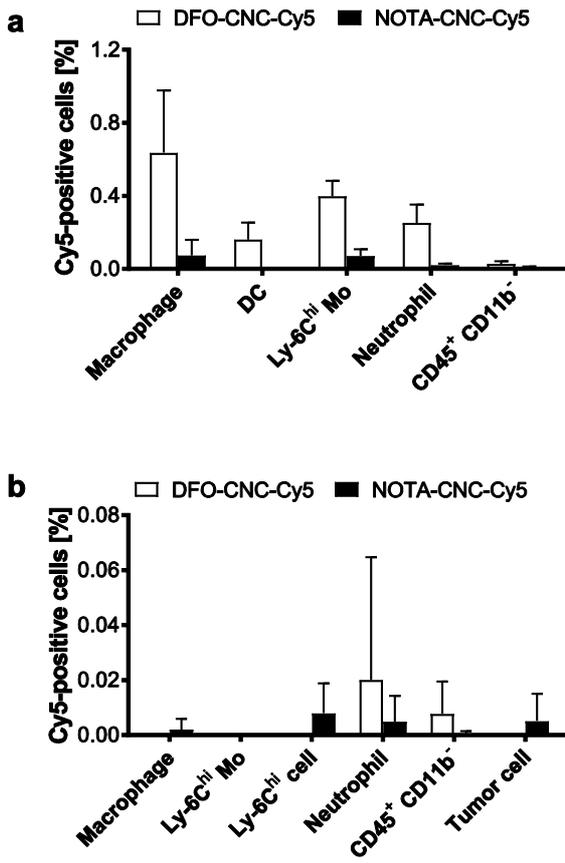 a
DFO-CNC-Cy5 NOTA-CNC-Cy5
Cy5-positive cells [%]
1.2
0.8
0.4
0.0
Macrophage
DC
Ly-6Cʰⁱ Mo
Neutrophil
CD45⁺ CD11b⁻
b
DFO-CNC-Cy5 NOTA-CNC-Cy5
Cy5-positive cells [%]
0.08
0.06
0.04
0.02
0.00
Macrophage
Ly-6Cʰⁱ Mo
Ly-6Cʰⁱ cell
Neutrophil
CD45⁺ CD11b⁻
Tumor cell